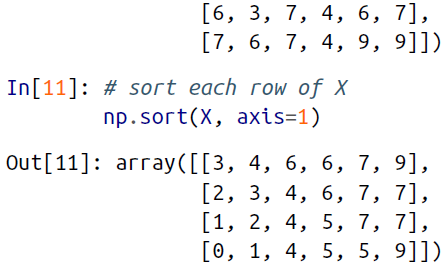 [6, 3, 7, 4, 6, 7],
[7, 6, 7, 4, 9, 9]])
In[11]: # sort each row of X
np.sort(X, axis=1)
Out[11]: array([[3, 4, 6, 6, 7, 9],
[2, 3, 4, 6, 7, 7],
[1, 2, 4, 5, 7, 7],
[0, 1, 4, 5, 5, 9]])